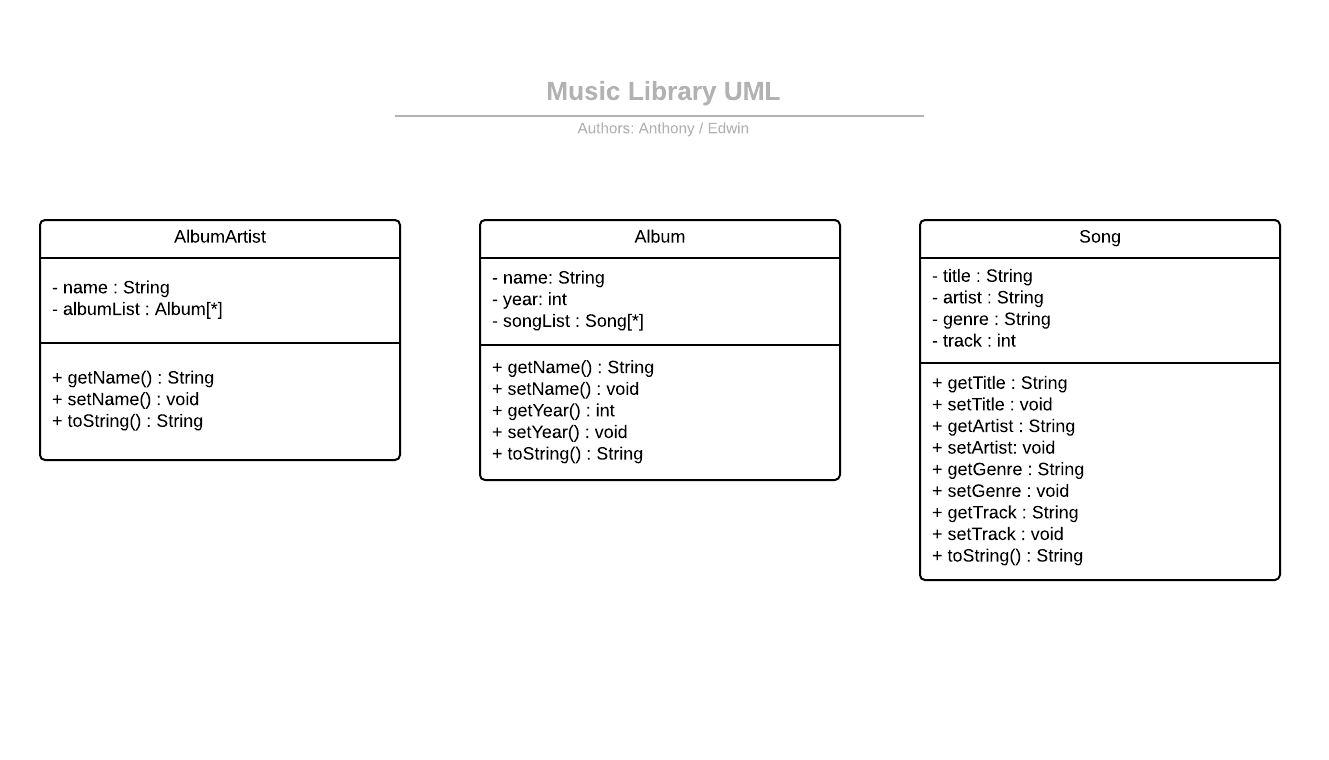 Music Library UML
Authors: Anthony / Edwin
AlbumArtist
- name : String
- albumList : Album[*]
+ getName() : String
+ setName() : void
+ toString() : String
Album
- name: String
- year: int
- songList : Song[*]
+ getName() : String
+ setName() : void
+ getYear() : int
+ setYear() : void
+ toString() : String
Song
- title : String
- artist : String
- genre : String
- track : int
+ getTitle : String
+ setTitle : void
+ getArtist : String
+ setArtist: void
+ getGenre : String
+ setGenre : void
+ getTrack : String
+ setTrack : void
+ toString() : String